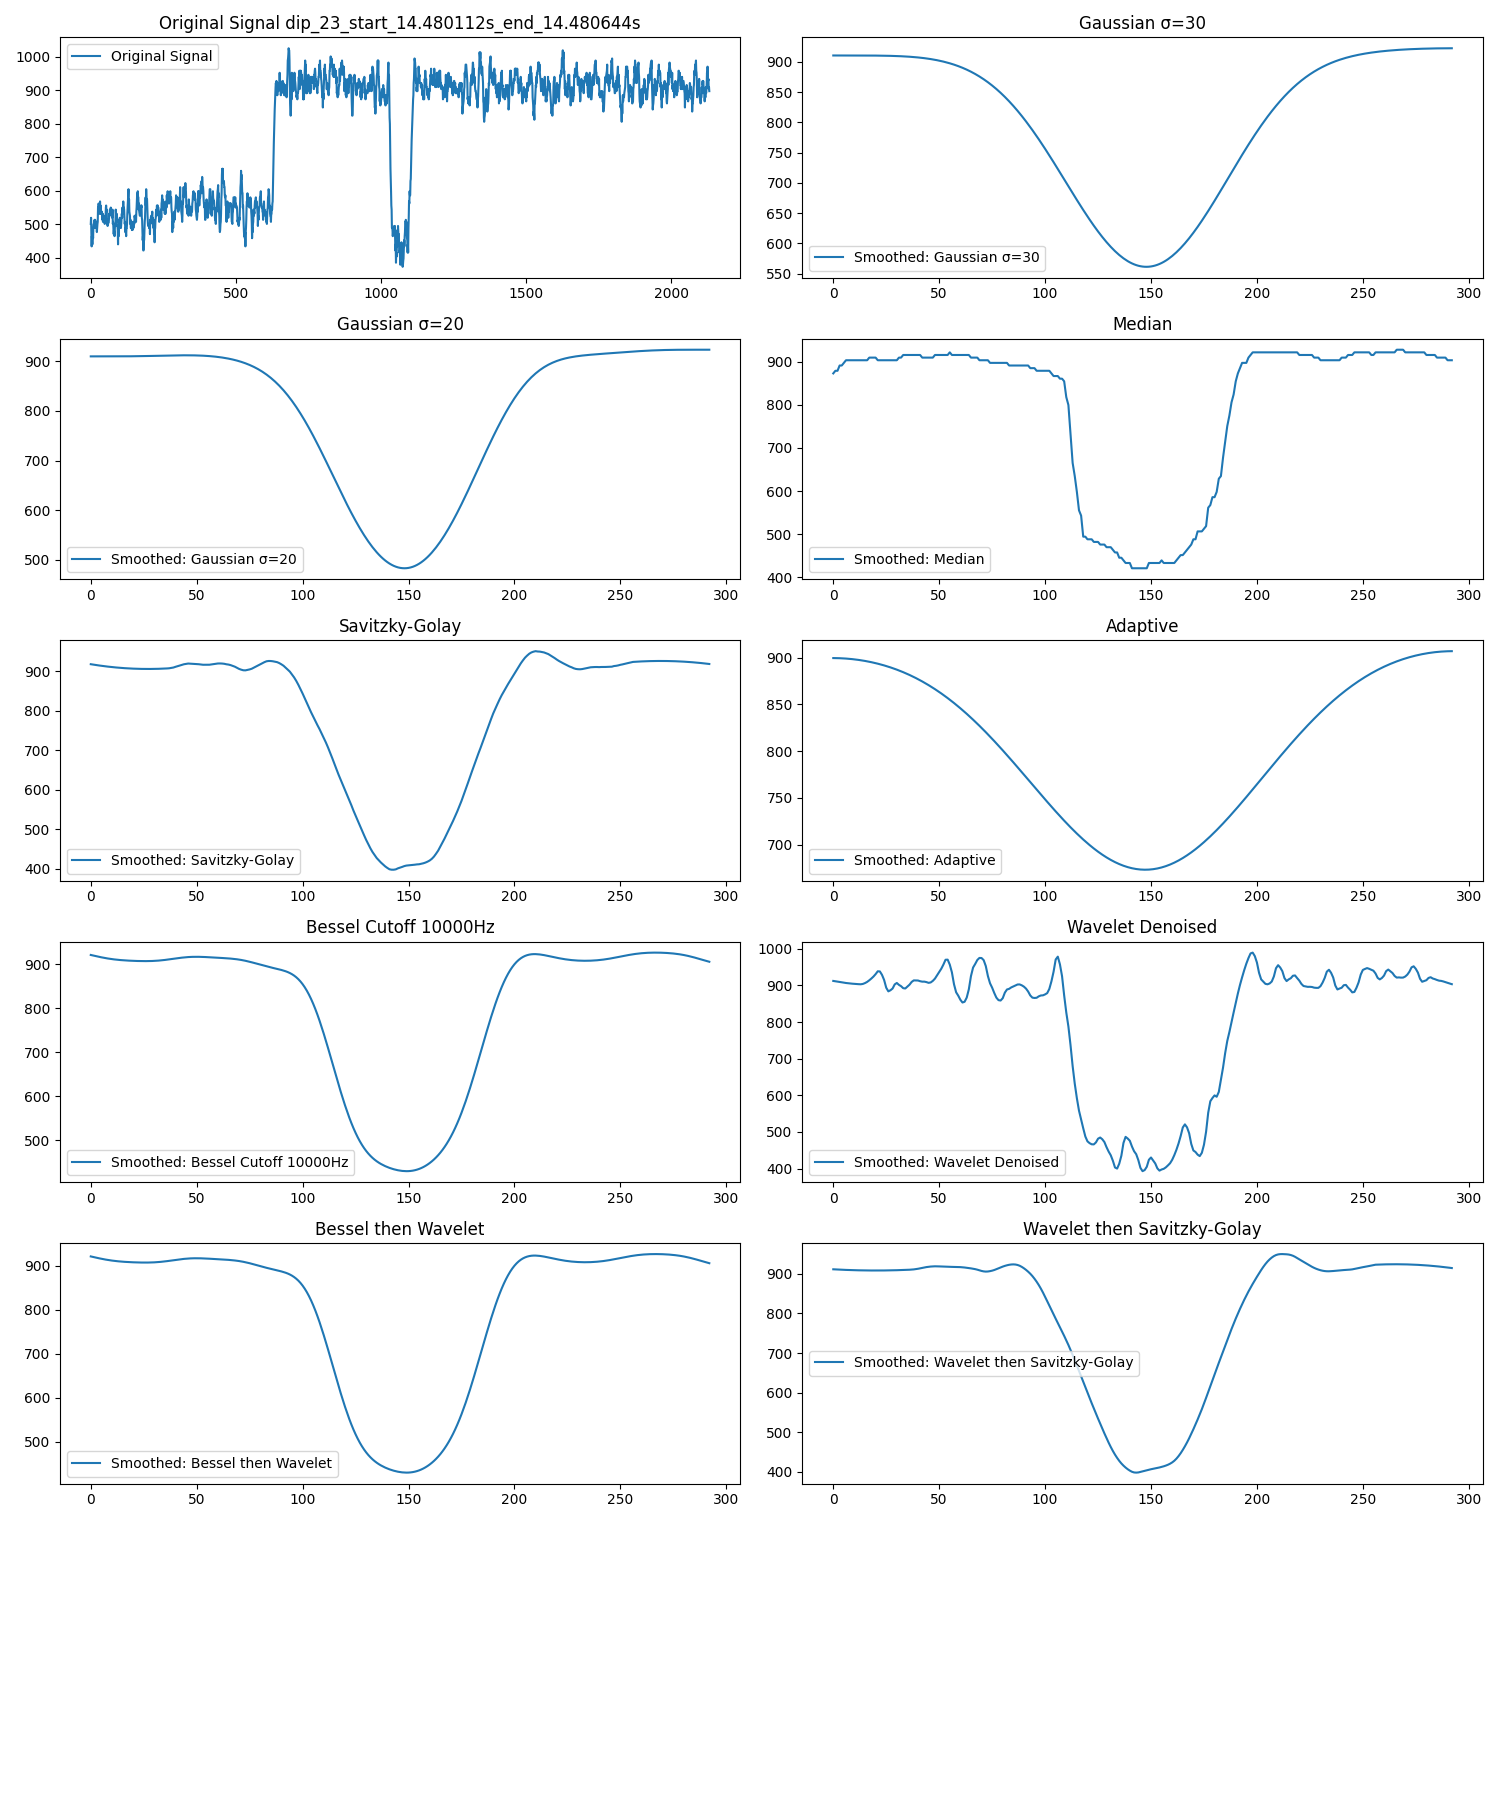 Original Signal dip_23_start_14.480112s_end_14.480644s
Original Signal
1000
900
800
700
600
500
400
0 500 1000 1500 2000
Gaussian σ=30
900
850
800
750
700
650
600
550
Smoothed: Gaussian σ=30
0 50 100 150 200 250 300
Gaussian σ=20
900
800
700
600
500
Smoothed: Gaussian σ=20
0 50 100 150 200 250 300
Median
900
800
700
600
500
400
Smoothed: Median
0 50 100 150 200 250 300
Savitzky-Golay
900
800
700
600
500
400
Smoothed: Savitzky-Golay
0 50 100 150 200 250 300
Adaptive
900
850
800
750
700
Smoothed: Adaptive
0 50 100 150 200 250 300
Bessel Cutoff 10000Hz
900
800
700
600
500
Smoothed: Bessel Cutoff 10000Hz
0 50 100 150 200 250 300
Wavelet Denoised
1000
900
800
700
600
500
400
Smoothed: Wavelet Denoised
0 50 100 150 200 250 300
Bessel then Wavelet
900
800
700
600
500
Smoothed: Bessel then Wavelet
0 50 100 150 200 250 300
Wavelet then Savitzky-Golay
900
800
700
600
500
400
Smoothed: Wavelet then Savitzky-Golay
0 50 100 150 200 250 300